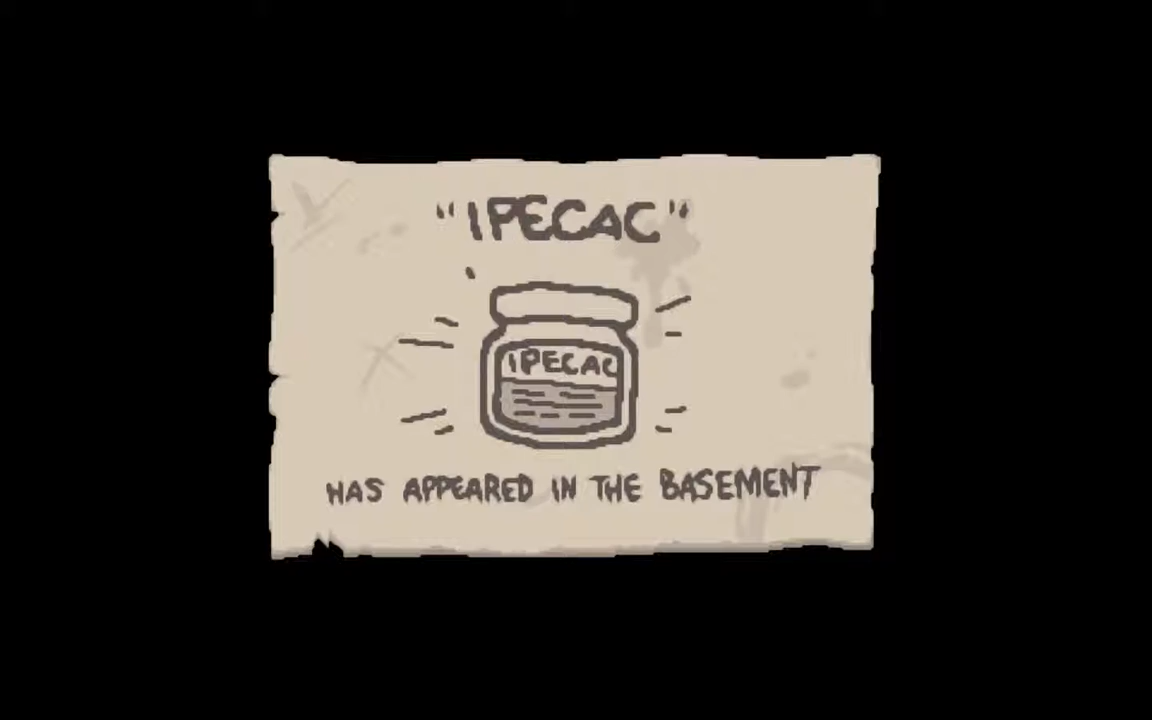 "IPECAC"
IPECAC
HAS APPEARED IN THE BASEMENT